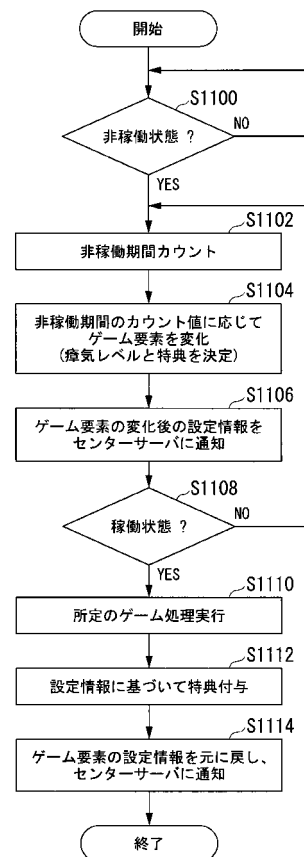 開始
S1100
非稼働状態 ?
NO
YES
S1102
非稼働期間カウント
S1104
非稼働期間のカウント値に応じて
ゲーム要素を変化
(瘴気レベルと特典を決定)
S1106
ゲーム要素の変化後の設定情報を
センターサーバに通知
S1108
稼働状態 ?
NO
YES
S1110
所定のゲーム処理実行
S1112
設定情報に基づいて特典付与
S1114
ゲーム要素の設定情報を元に戻し、
センターサーバに通知
終了